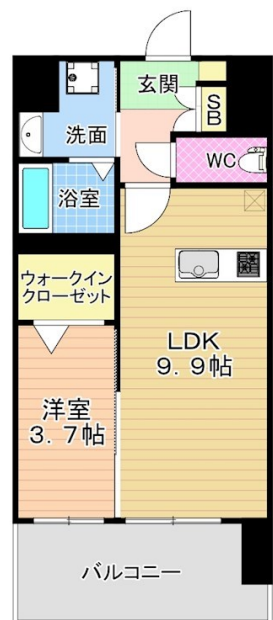 玄関
SB
洗面
WC
浴室
ウォークイン
クローゼット
LDK
9.9帖
洋室
3.7帖
バルコニー